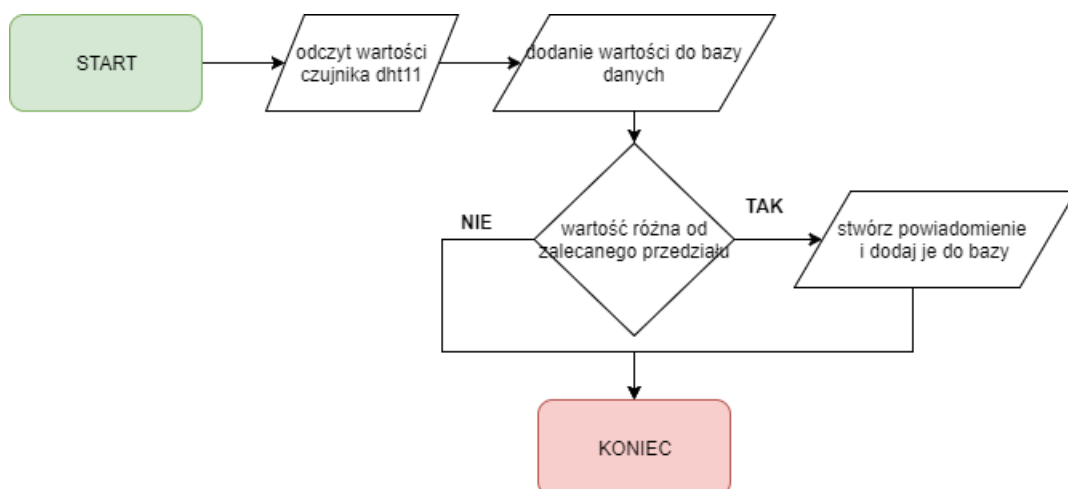 START
odczyt wartości
czujnika dht11
dodanie wartości do bazy
danych
NIE
wartość różna od
zalecanego przedziału
TAK
stwórz powiadomienie
i dodaj je do bazy
KONIEC